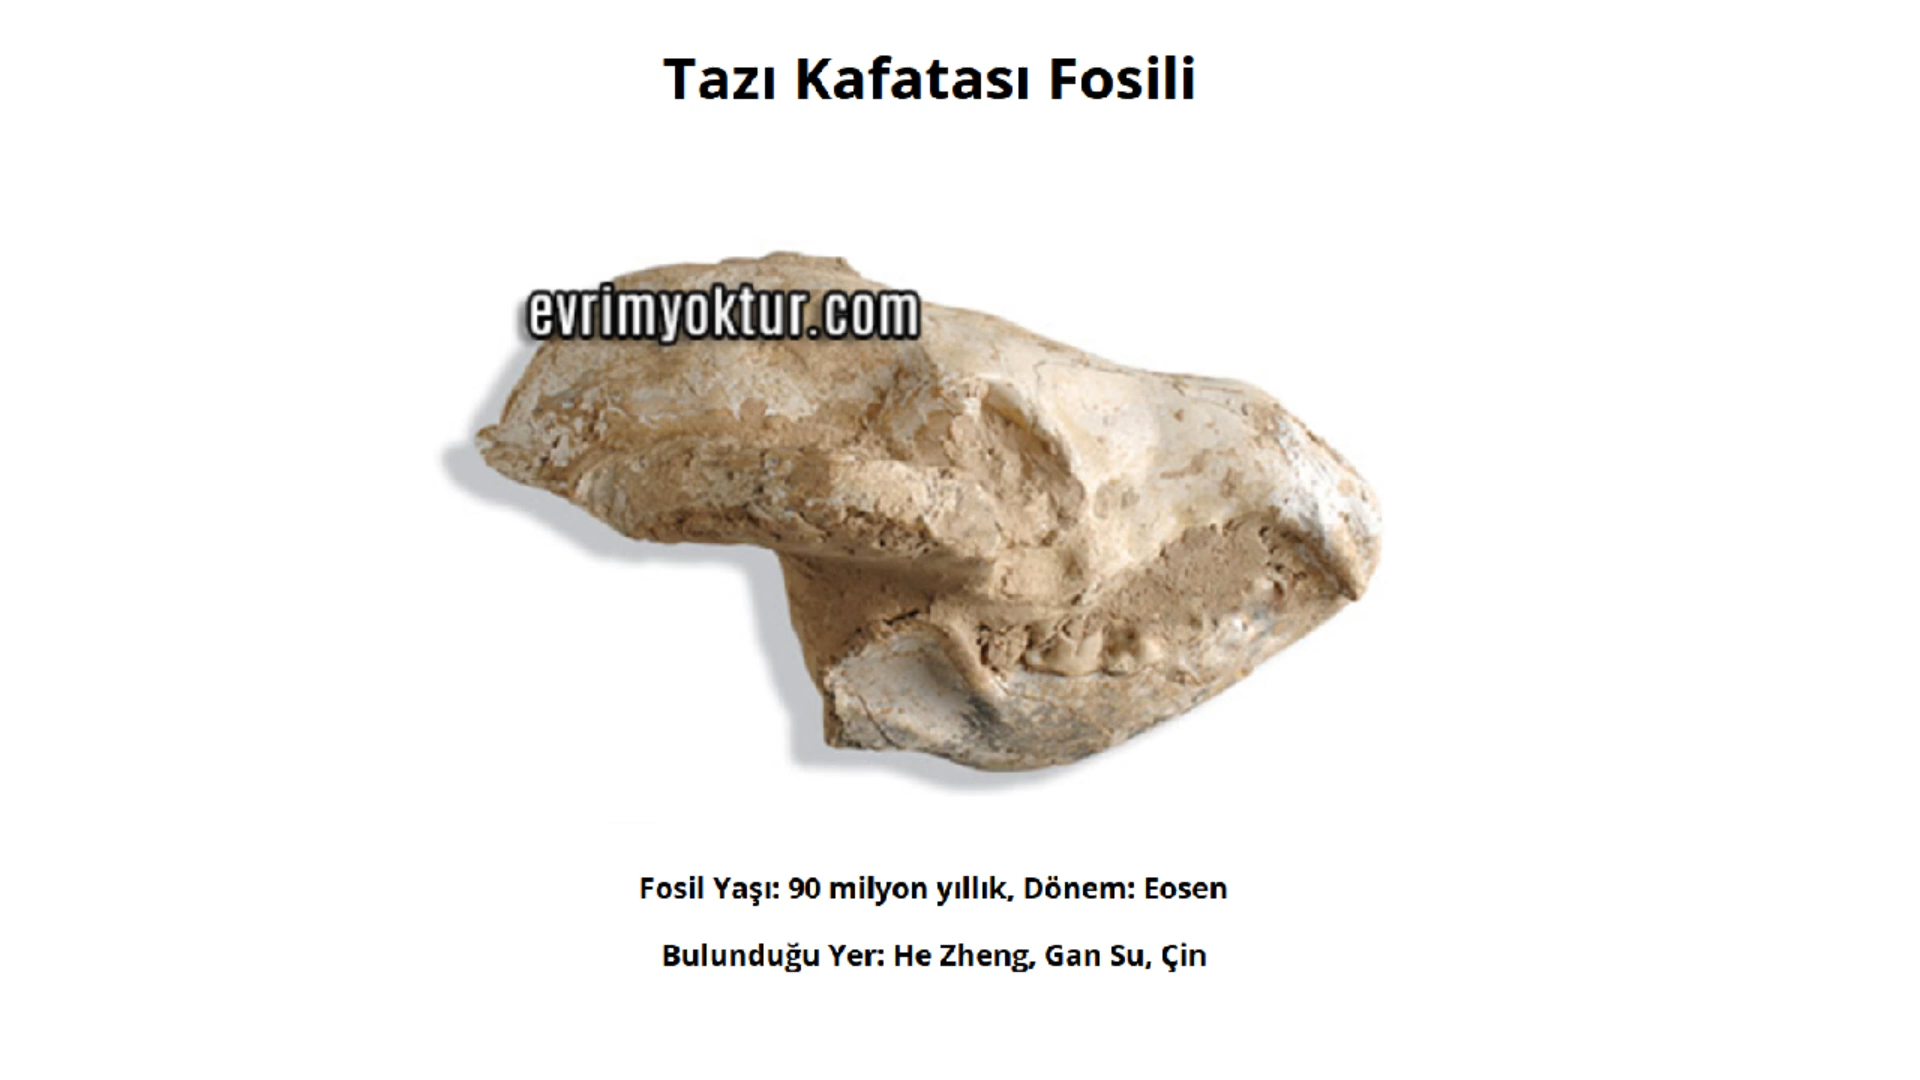 Tazı Kafatası Fosili
evrimyoktur.com
Fosil Yaşı: 90 milyon yıllık, Dönem: Eosen
Bulunduğu Yer: He Zheng, Gan Su, Çin